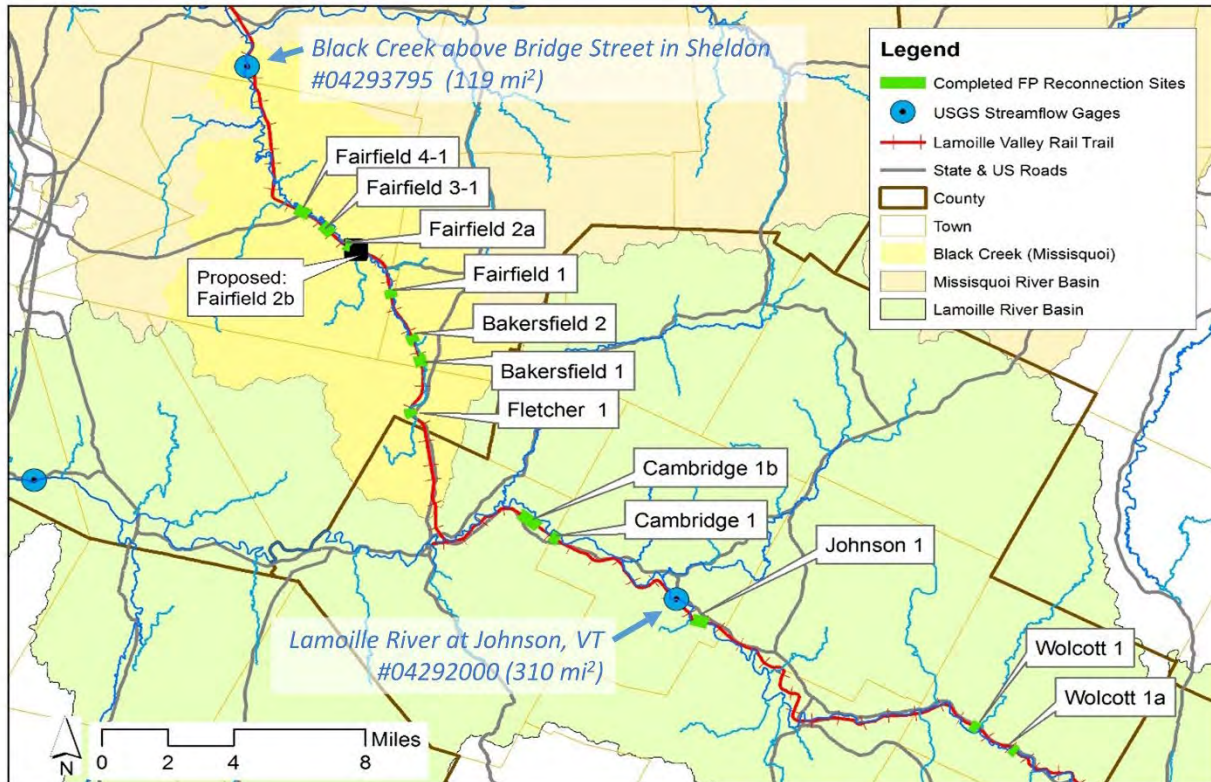 Black Creek above Bridge Street in Sheldon
#04293795 (119 mi²)
Legend
Completed FP Reconnection Sites
USGS Streamflow Gages
Lamoille Valley Rail Trail
State & US Roads
County
Town
Black Creek (Missisquoi)
Missisquoi River Basin
Lamoille River Basin
Fairfield 4-1
Fairfield 3-1
Fairfield 2a
Proposed:
Fairfield 2b
Fairfield 1
Bakersfield 2
Bakersfield 1
Fletcher 1
Cambridge 1b
Cambridge 1
Johnson 1
Lamoille River at Johnson, VT
#04292000 (310 mi²)
Wolcott 1
Wolcott 1a
N
0 2 4 8 Miles